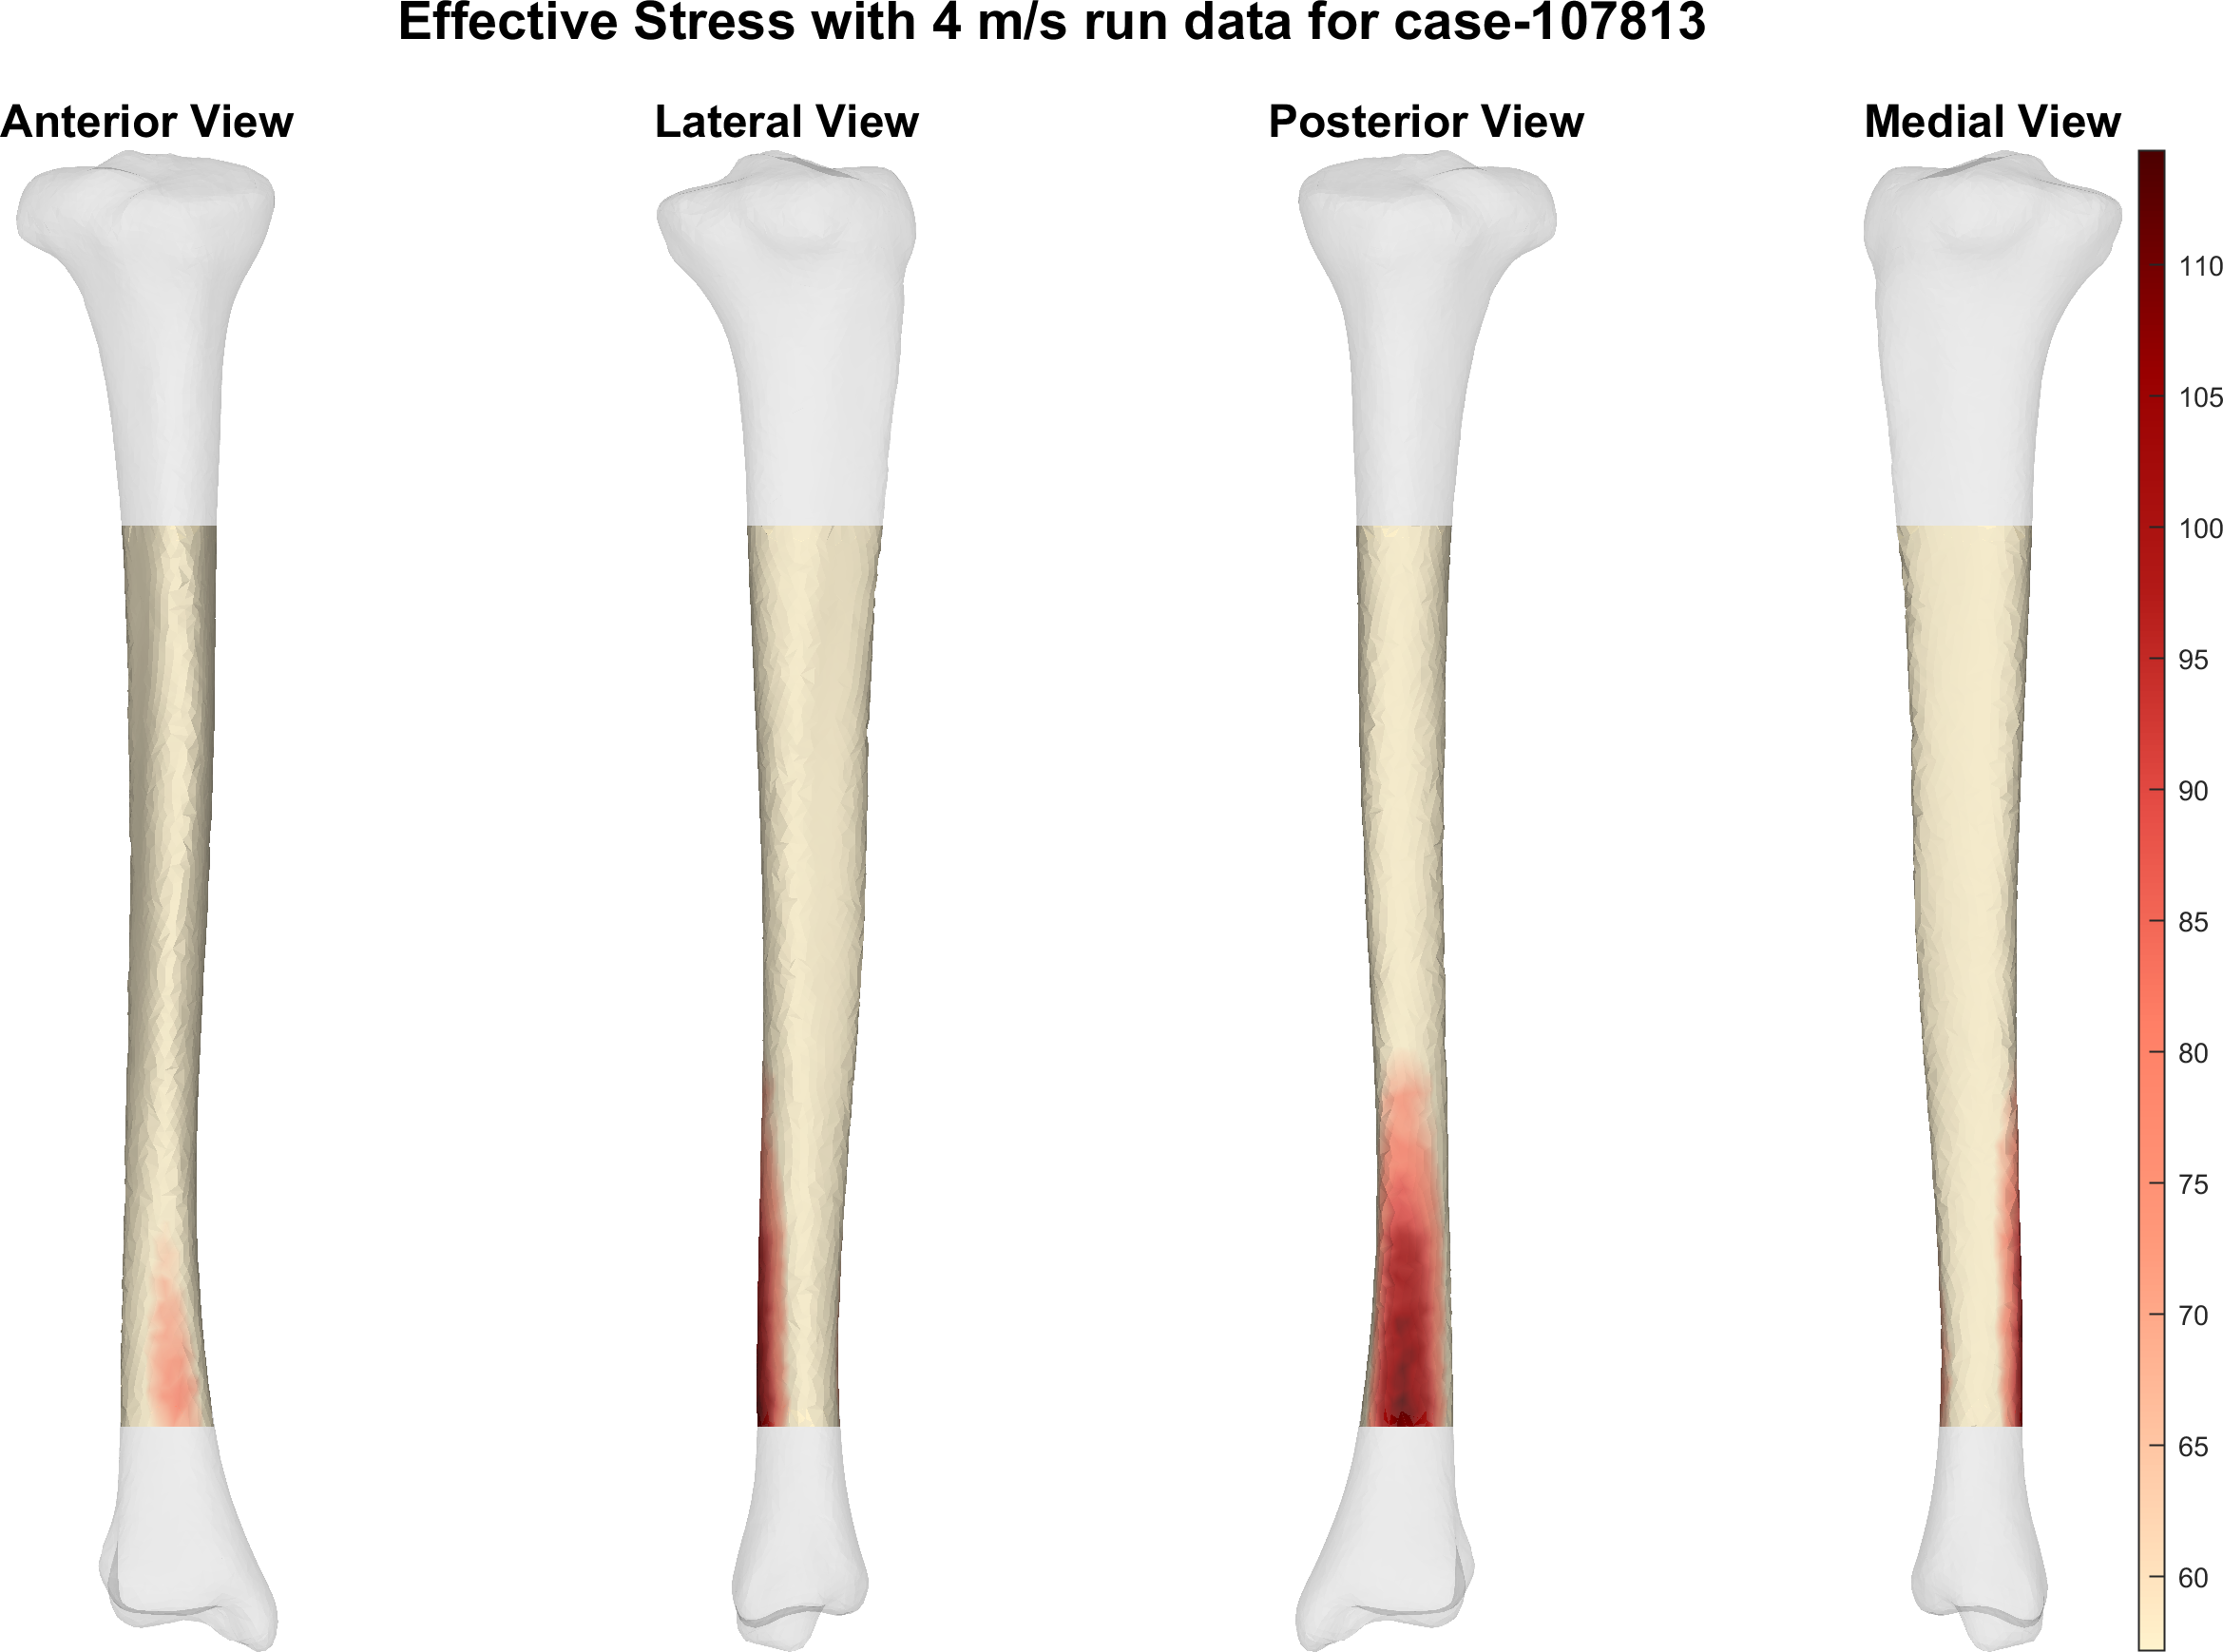 Effective Stress with 4 m/s run data for case-107813
Anterior View
Lateral View
Posterior View
Medial View
110
105
100
95
90
85
80
75
70
65
60